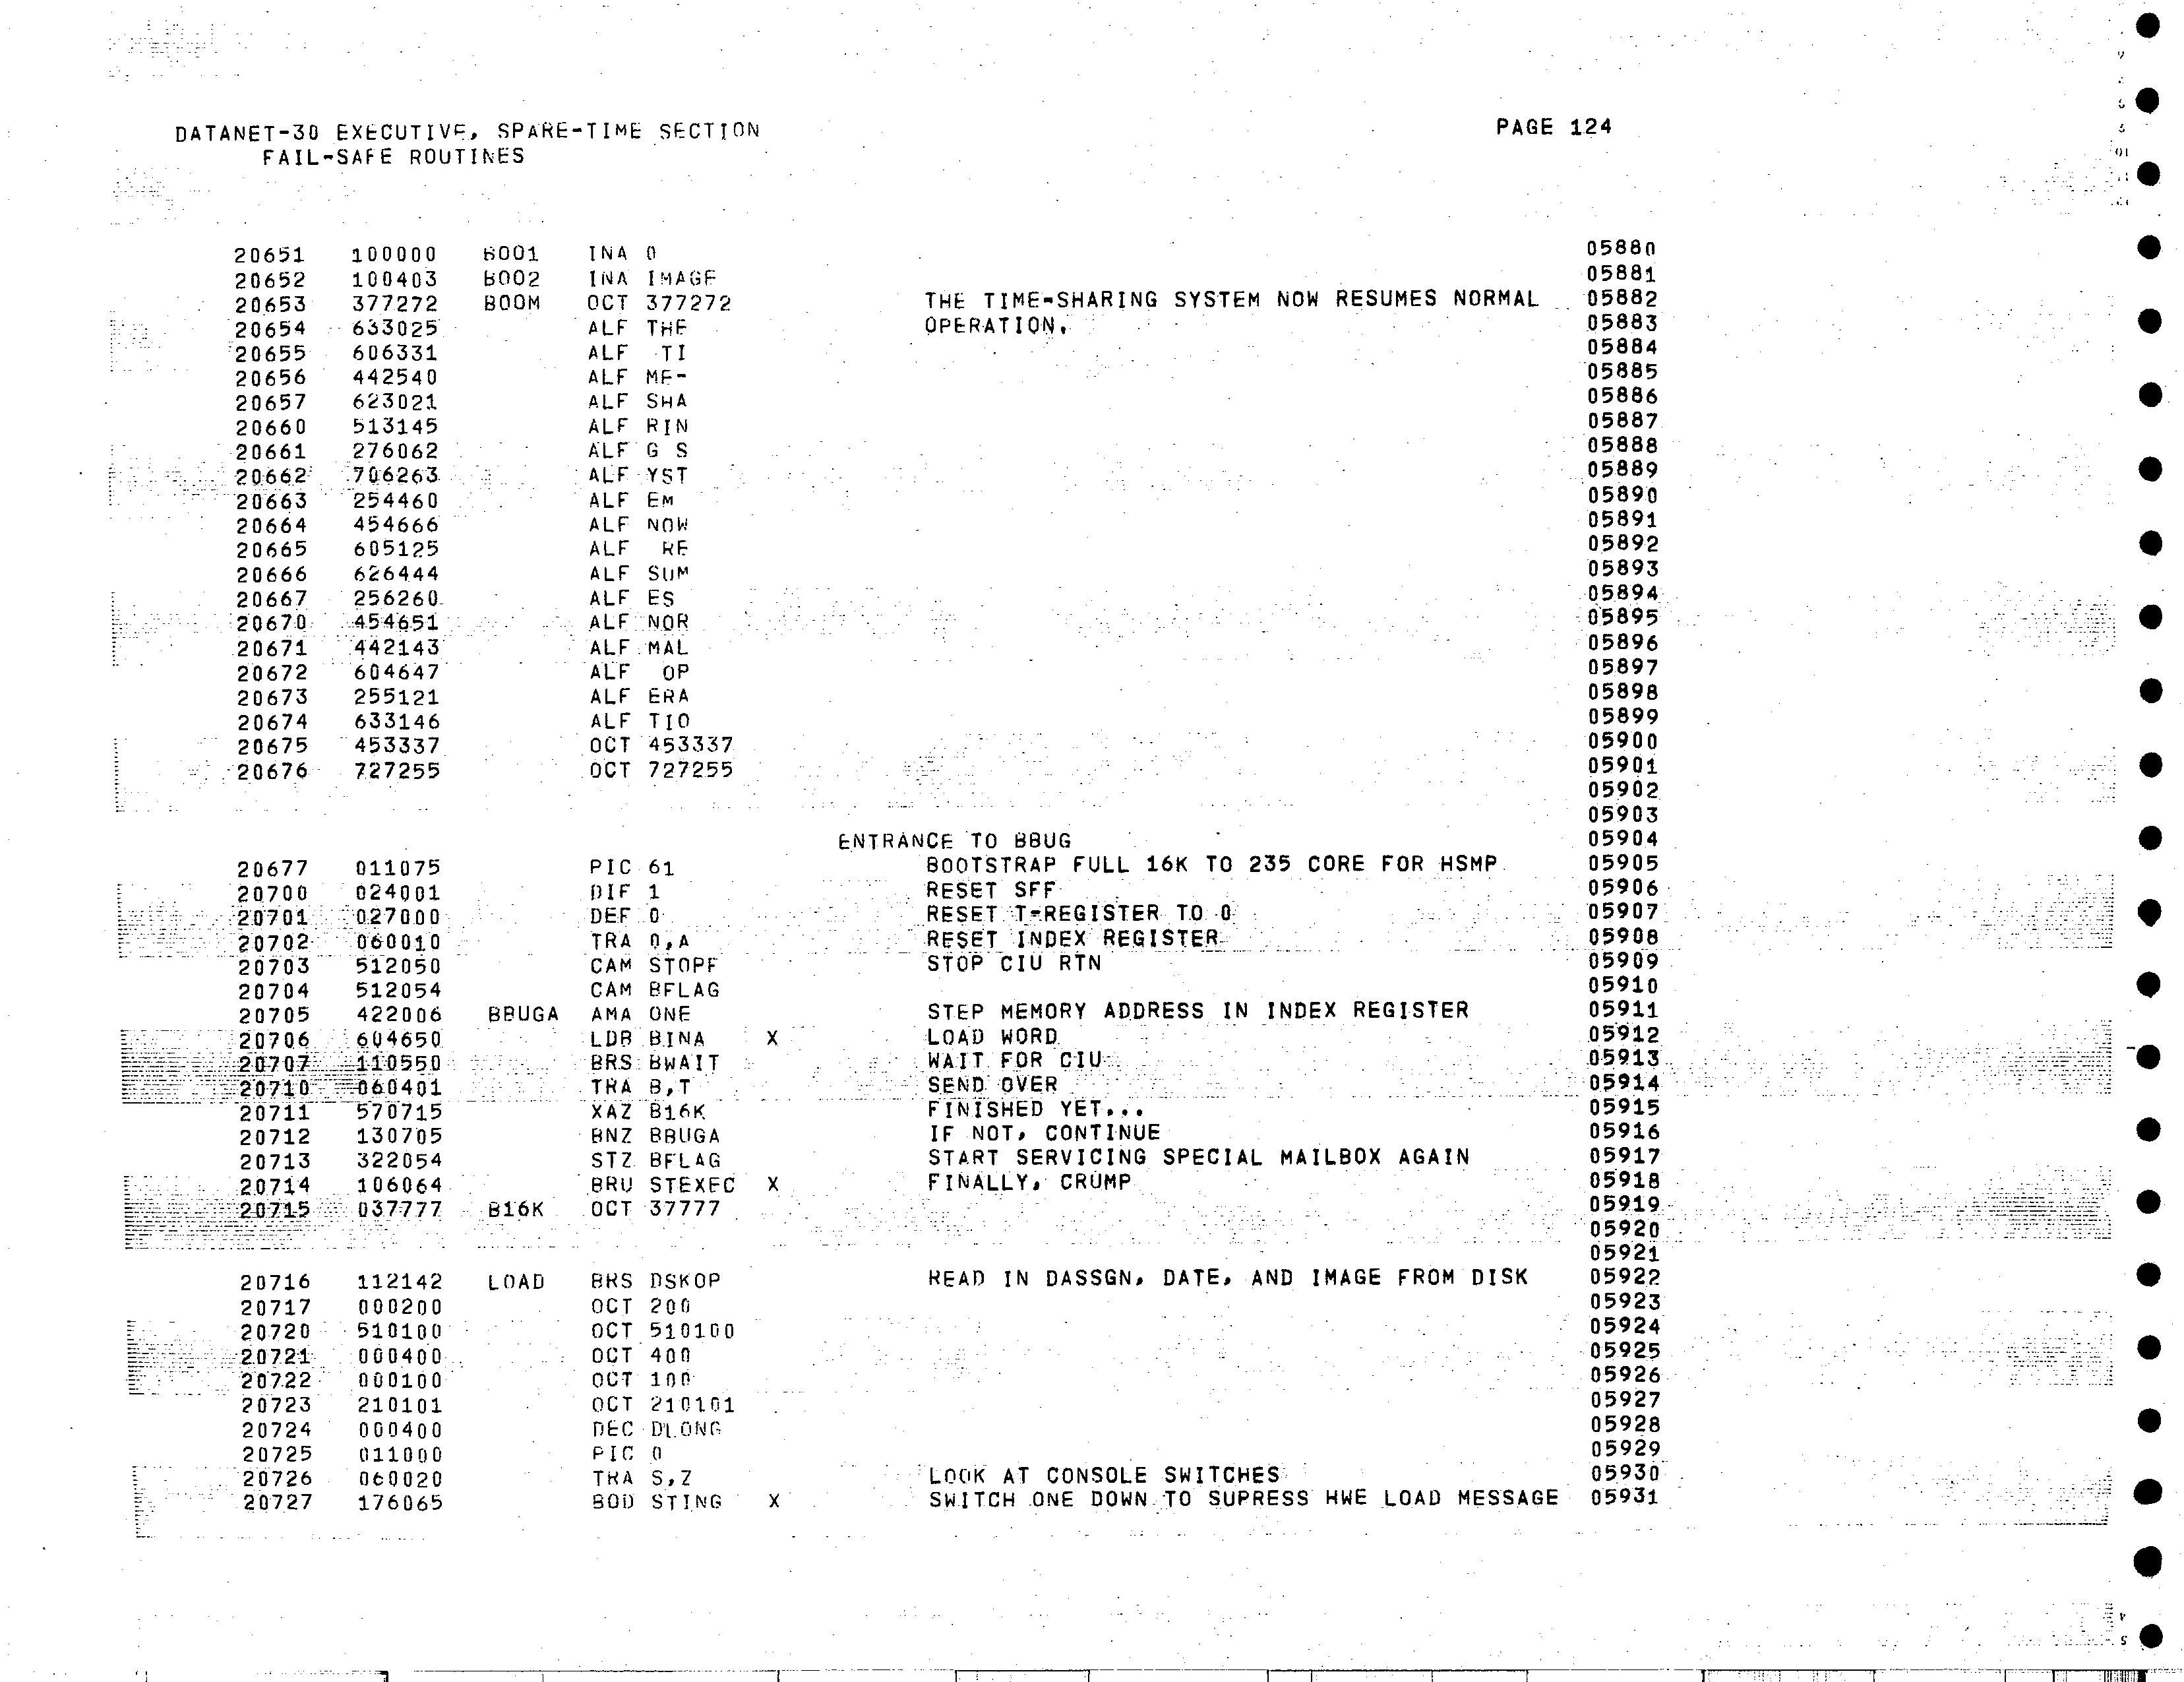 DATANET-30 EXECUTIVE, SPARE-TIME SECTION PAGE 124
FAIL-SAFE ROUTINES
20651 100000 BOO1 INA 0 05880
20652 100403 BOO2 INA IMAGE 05881
20653 377272 BOOM OCT 377272 THE TIME-SHARING SYSTEM NOW RESUMES NORMAL 05882
20654 633025 ALF THE OPERATION. 05883
20655 606331 ALF  TI 05884
20656 442540 ALF ME- 05885
20657 623021 ALF SHA 05886
20660 513145 ALF RIN 05887
20661 276062 ALF G S 05888
20662 706263 ALF YST 05889
20663 254460 ALF EM 05890
20664 454666 ALF NOW 05891
20665 605125 ALF  RE 05892
20666 626444 ALF SUM 05893
20667 256260 ALF ES 05894
20670 454651 ALF NOR 05895
20671 442143 ALF MAL 05896
20672 604647 ALF  OP 05897
20673 255121 ALF ERA 05898
20674 633146 ALF TIO 05899
20675 453337 OCT 453337 05900
20676 727255 OCT 727255 05901
05902
05903
ENTRANCE TO BBUG 05904
20677 011075 PIC 61 BOOTSTRAP FULL 16K TO 235 CORE FOR HSMP 05905
20700 024001 DIF 1 RESET SFF 05906
20701 027000 DEF 0 RESET T-REGISTER TO 0 05907
20702 060010 TRA 0,A RESET INDEX REGISTER 05908
20703 512050 CAM STOPF STOP CIU RTN 05909
20704 512054 CAM BFLAG 05910
20705 422006 BBUGA AMA ONE STEP MEMORY ADDRESS IN INDEX REGISTER 05911
20706 604650 LDB BINA X LOAD WORD 05912
20707 110550 BRS BWAIT WAIT FOR CIU 05913
20710 060401 TRA B,T SEND OVER 05914
20711 570715 XAZ B16K FINISHED YET... 05915
20712 130705 BNZ BBUGA IF NOT, CONTINUE 05916
20713 322054 STZ BFLAG START SERVICING SPECIAL MAILBOX AGAIN 05917
20714 106064 BRU STEXEC X FINALLY, CRUMP 05918
20715 037777 B16K OCT 37777 05919
05920
05921
20716 112142 LOAD BRS DSKOP READ IN DASSGN, DATE, AND IMAGE FROM DISK 05922
20717 000200 OCT 200 05923
20720 510100 OCT 510100 05924
20721 000400 OCT 400 05925
20722 000100 OCT 100 05926
20723 210101 OCT 210101 05927
20724 000400 DEC DLONG 05928
20725 011000 PIC 0 05929
20726 060020 TRA S,Z LOOK AT CONSOLE SWITCHES 05930
20727 176065 BOD STING X SWITCH ONE DOWN TO SUPRESS HWE LOAD MESSAGE 05931